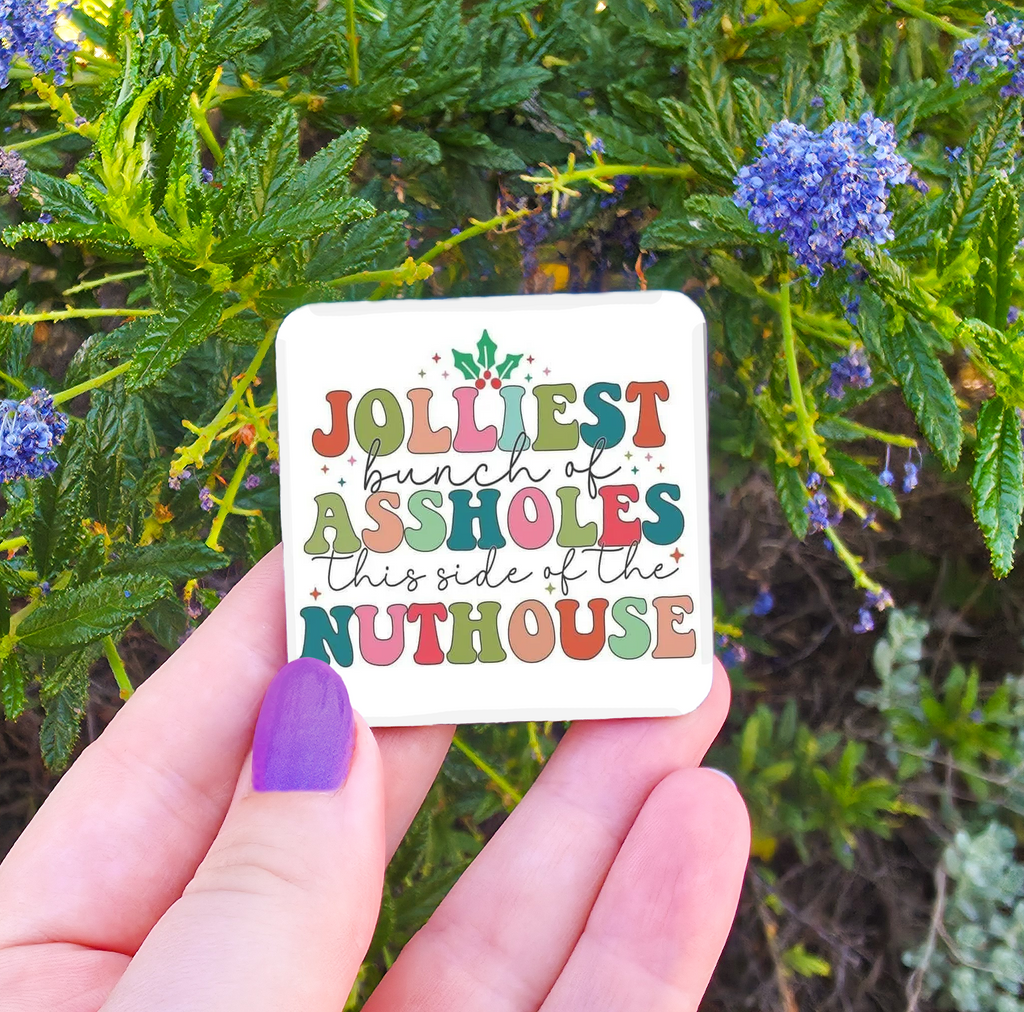 JOLLIEST
bunch of
ASSHOLES
this side of the
NUTHOUSE